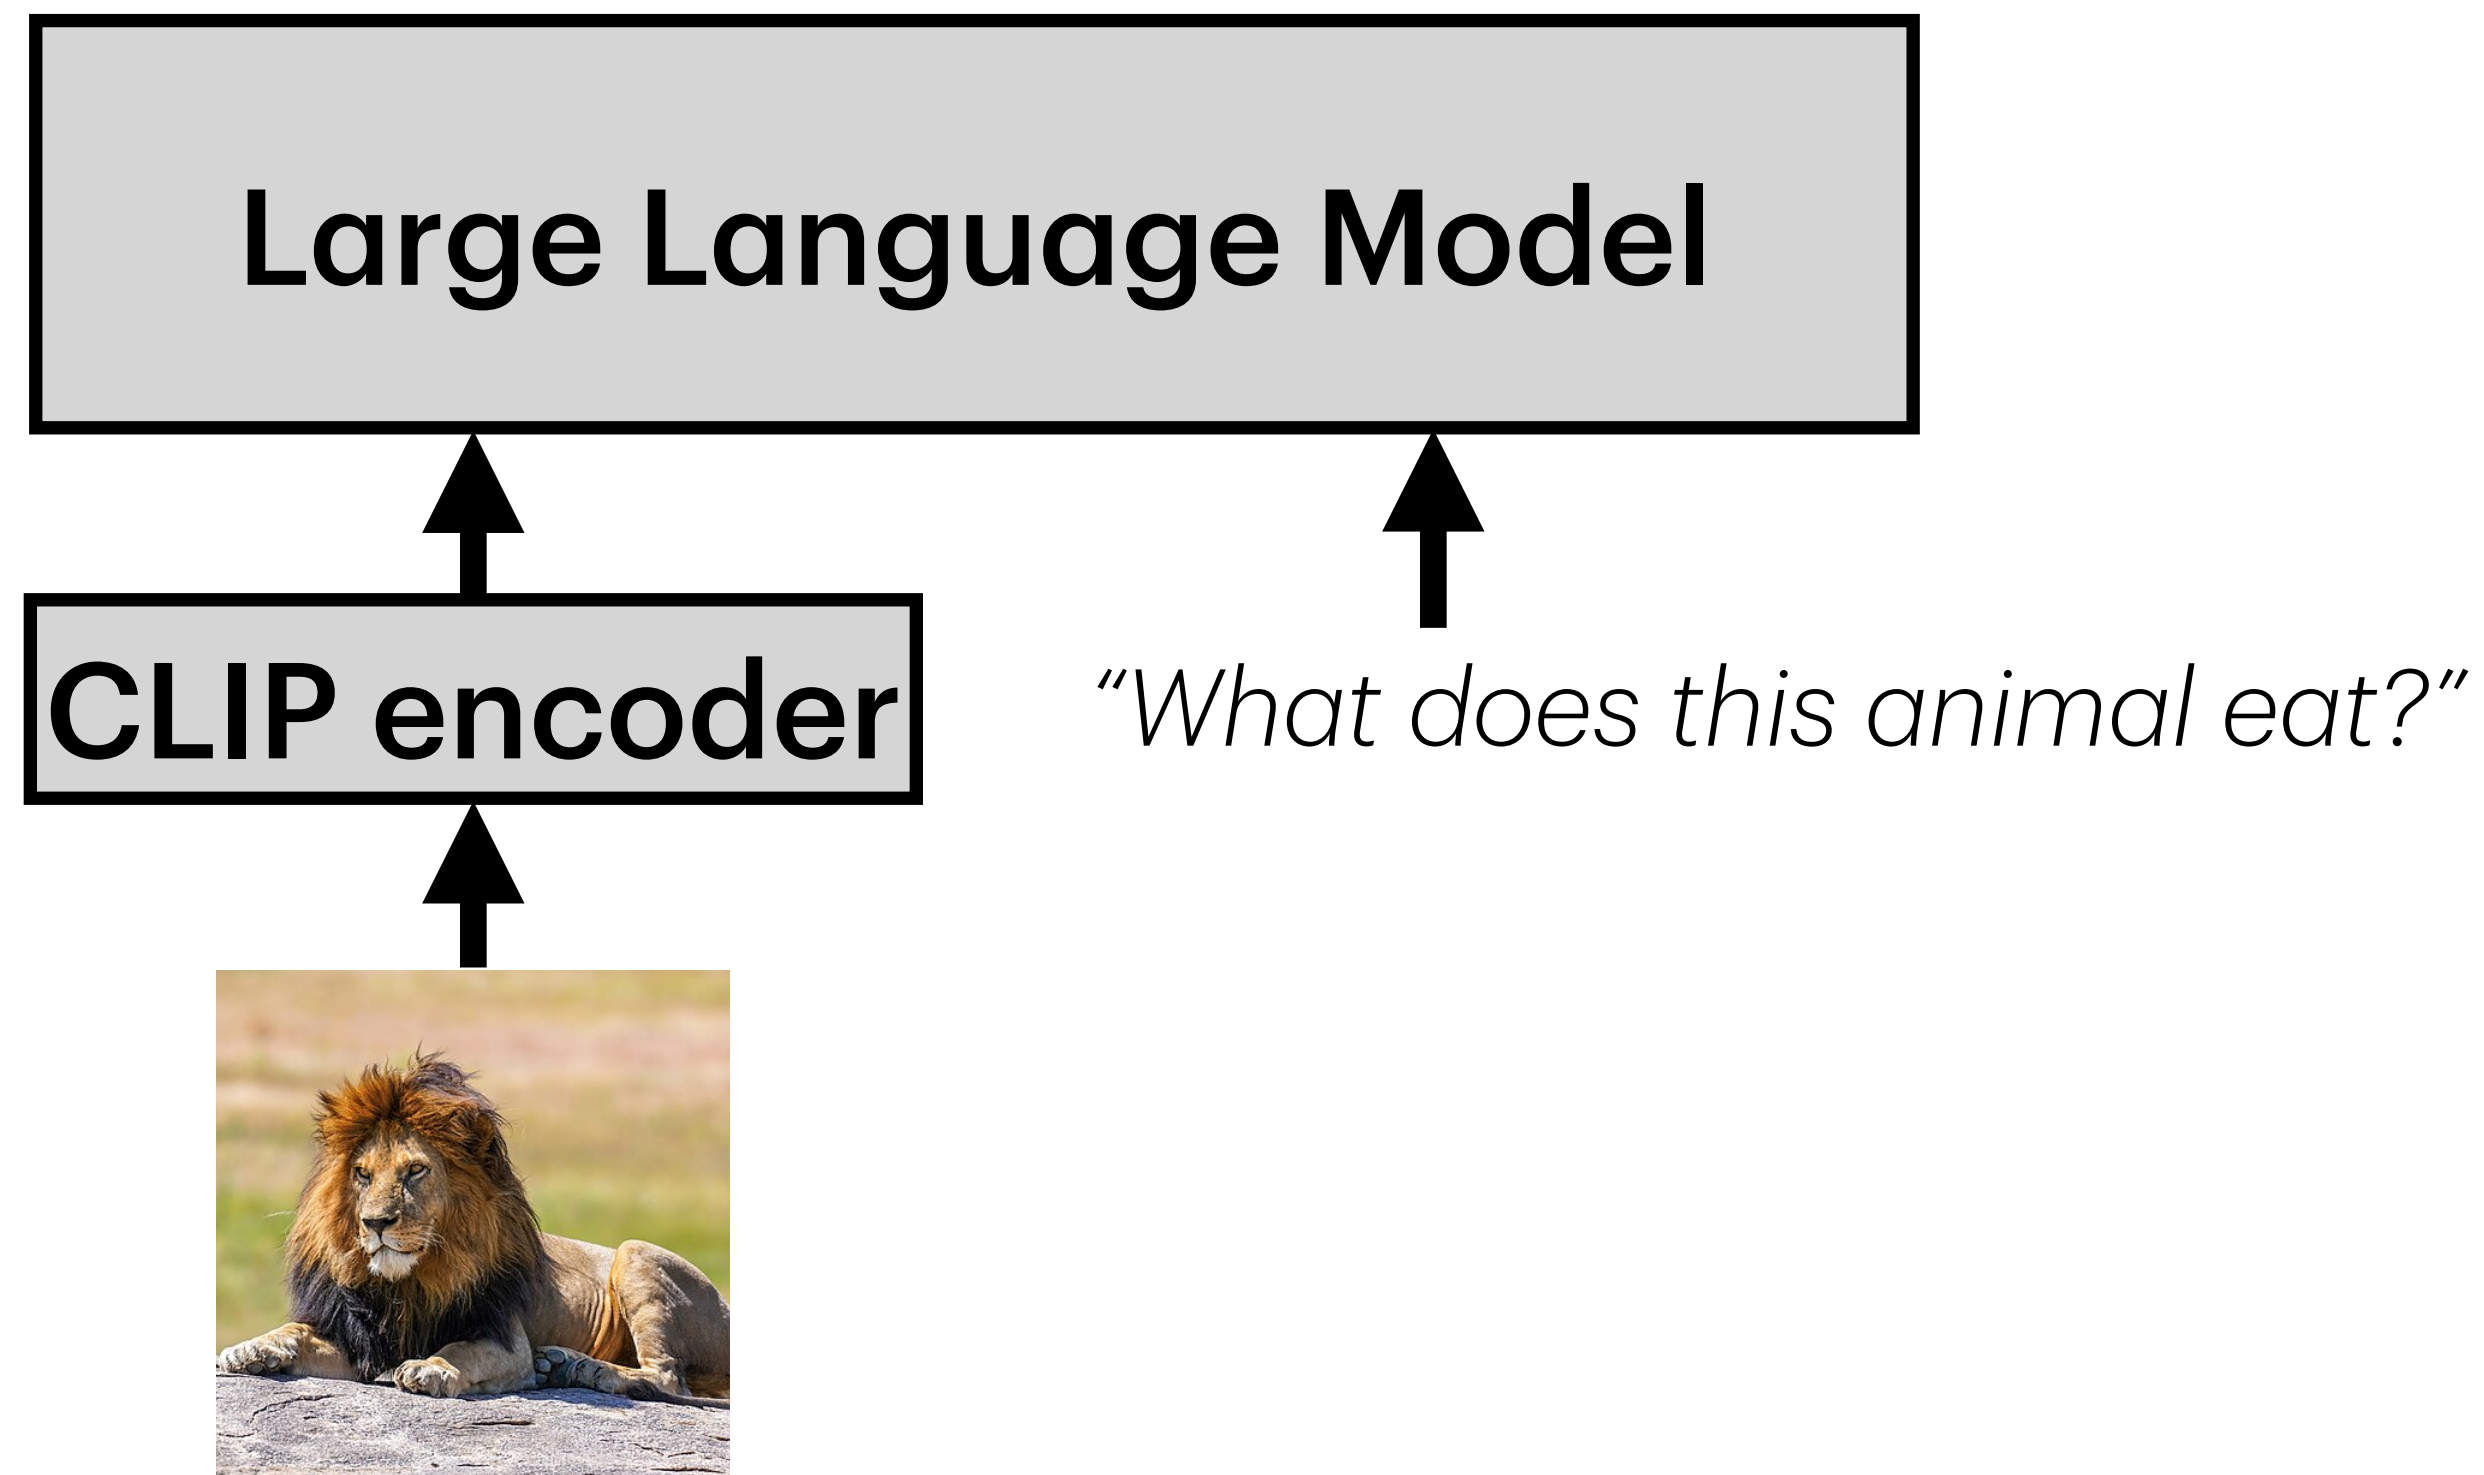 Large Language Model
CLIP encoder
“What does this animal eat?”